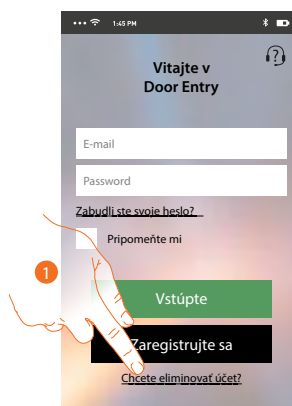 1:45 PM
Vitajte v
Door Entry
E-mail
Password
Zabudli ste svoje heslo?
Pripomeňte mi
1
Vstúpte
Zaregistrujte sa
Chcete eliminovať účet?